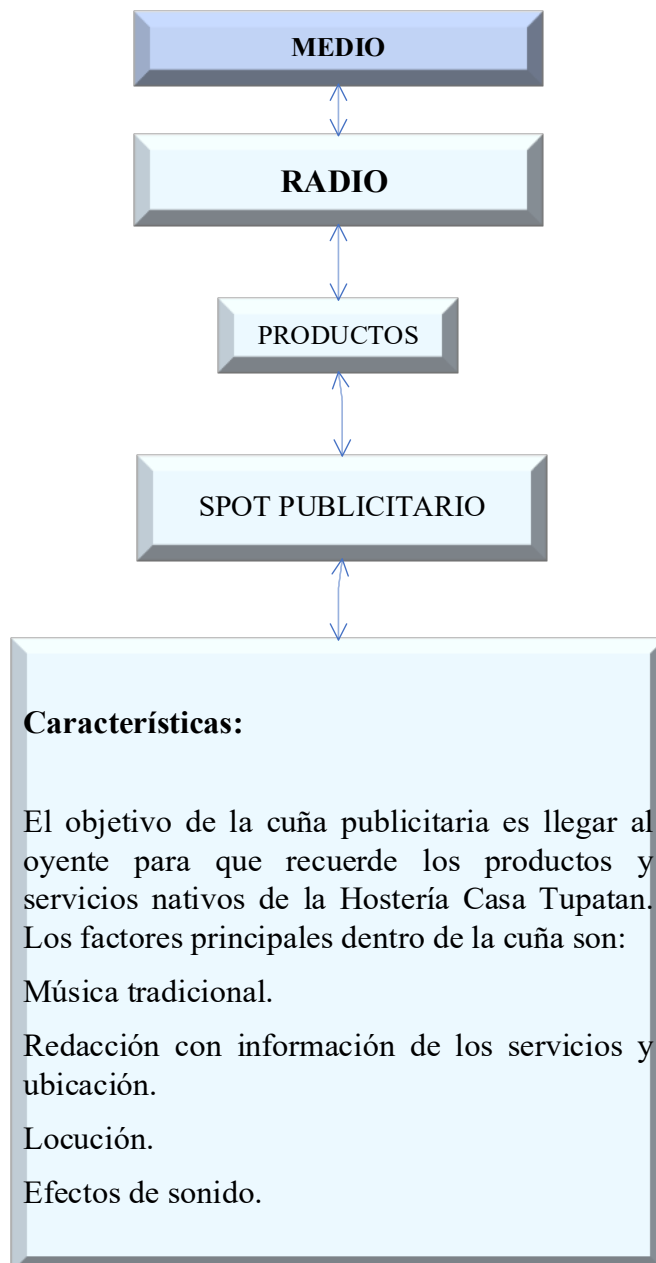 MEDIO
RADIO
PRODUCTOS
SPOT PUBLICITARIO
Características:
El objetivo de la cuña publicitaria es llegar al
oyente para que recuerde los productos y
servicios nativos de la Hostería Casa Tupatan.
Los factores principales dentro de la cuña son:
Música tradicional.
Redacción con información de los servicios y
ubicación.
Locución.
Efectos de sonido.